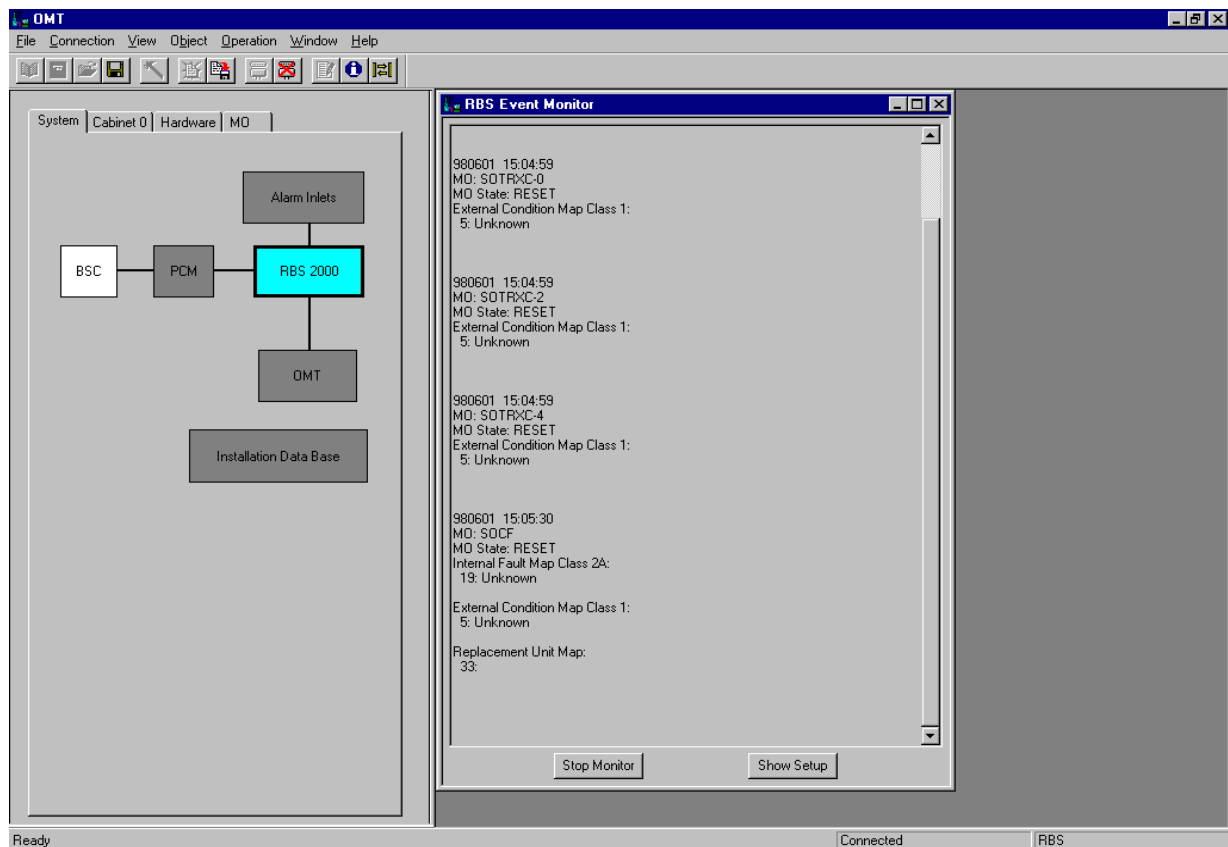 OMT
File Connection View Object Operation Window Help
System Cabinet 0 Hardware MO
Alarm Inlets
BSC PCM RBS 2000
OMT
Installation Data Base
RBS Event Monitor
980601 15:04:59
MO: SOTRXC-0
MO State: RESET
External Condition Map Class 1:
5: Unknown
980601 15:04:59
MO: SOTRXC-2
MO State: RESET
External Condition Map Class 1:
5: Unknown
980601 15:04:59
MO: SOTRXC-4
MO State: RESET
External Condition Map Class 1:
5: Unknown
980601 15:05:30
MO: SOCF
MO State: RESET
Internal Fault Map Class 2A:
19: Unknown
External Condition Map Class 1:
5: Unknown
Replacement Unit Map:
33:
Stop Monitor Show Setup
Ready Connected RBS